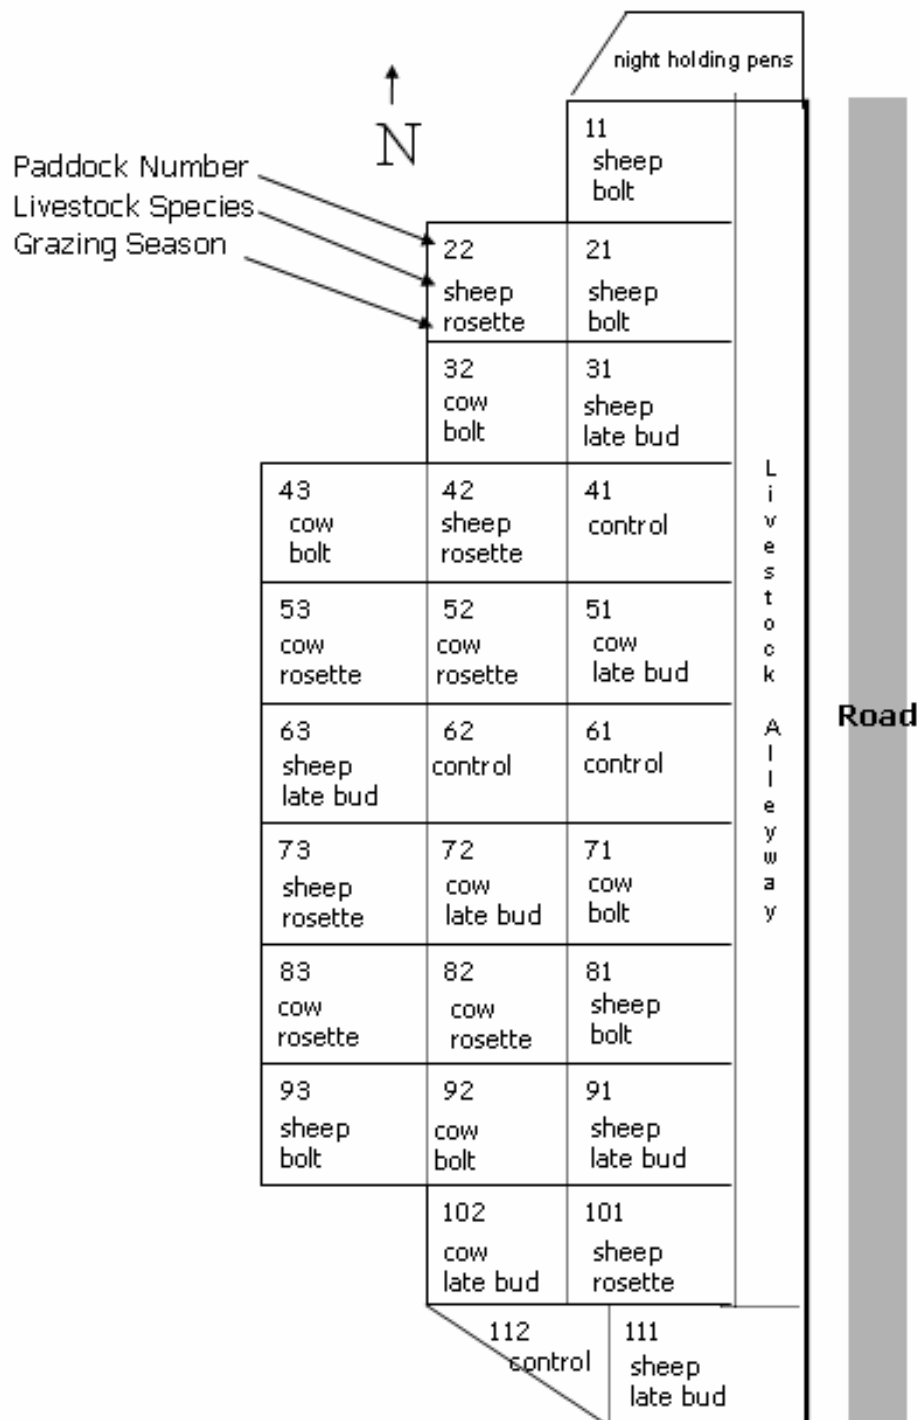 night holding pens
N
Paddock Number
Livestock Species
Grazing Season
11
sheep
bolt
22
sheep
rosette
21
sheep
bolt
32
cow
bolt
31
sheep
late bud
43
cow
bolt
42
sheep
rosette
41
control
53
cow
rosette
52
cow
rosette
51
cow
late bud
63
sheep
late bud
62
control
61
control
73
sheep
rosette
72
cow
late bud
71
cow
bolt
83
cow
rosette
82
cow
rosette
81
sheep
bolt
93
sheep
bolt
92
cow
bolt
91
sheep
late bud
102
cow
late bud
101
sheep
rosette
112
control
111
sheep
late bud
Livestock Alleyway
Road